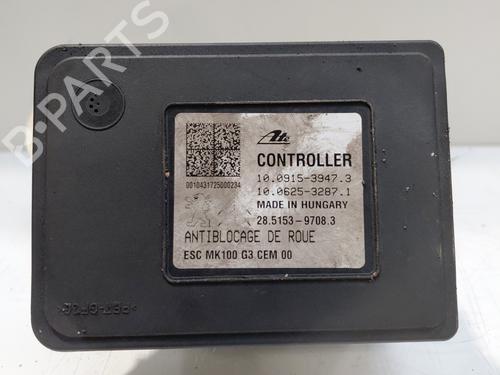 B-PARTS
Ate
CONTROLLER
10.0915-3947.3
10.0625-3287.1
0010431725000234
MADE IN HUNGARY
28.5153-9708.3
ANTIBLOCAGE DE ROUE
ESC MK100 G3 CEM 00